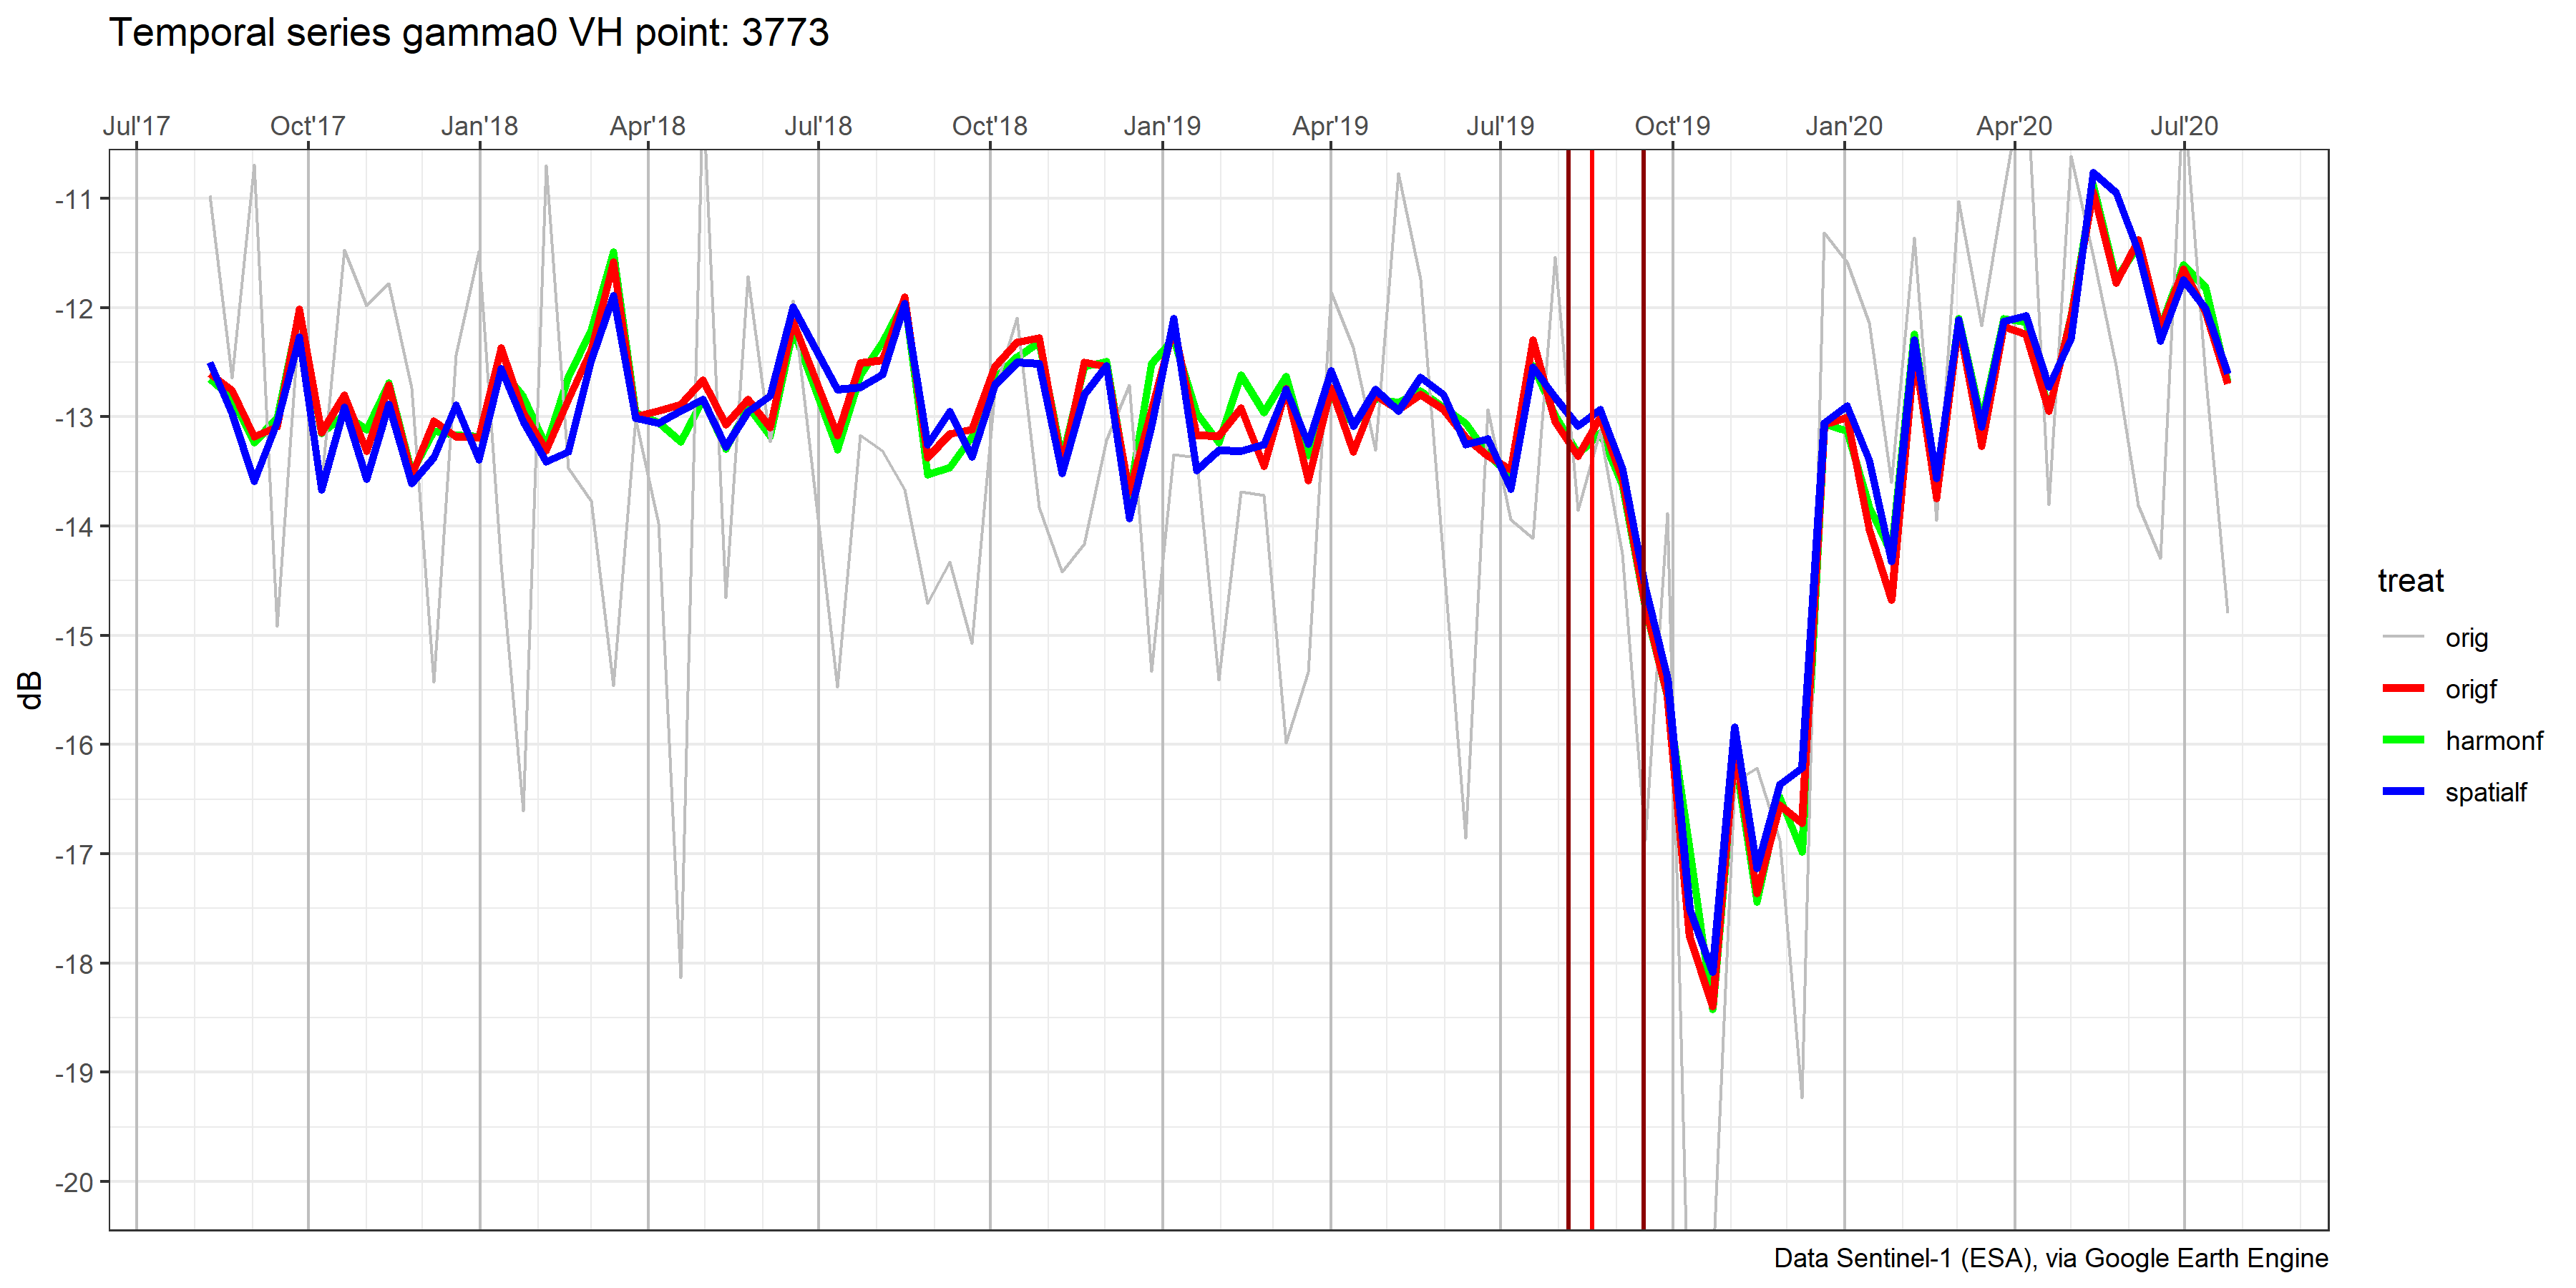 Temporal series gamma0 VH point: 3773
Jul'17 Oct'17 Jan'18 Apr'18 Jul'18 Oct'18 Jan'19 Apr'19 Jul'19 Oct'19 Jan'20 Apr'20 Jul'20
-11
-12
-13
-14
-15
-16
-17
-18
-19
-20
dB
treat
orig
origf
harmonf
spatialf
Data Sentinel-1 (ESA), via Google Earth Engine